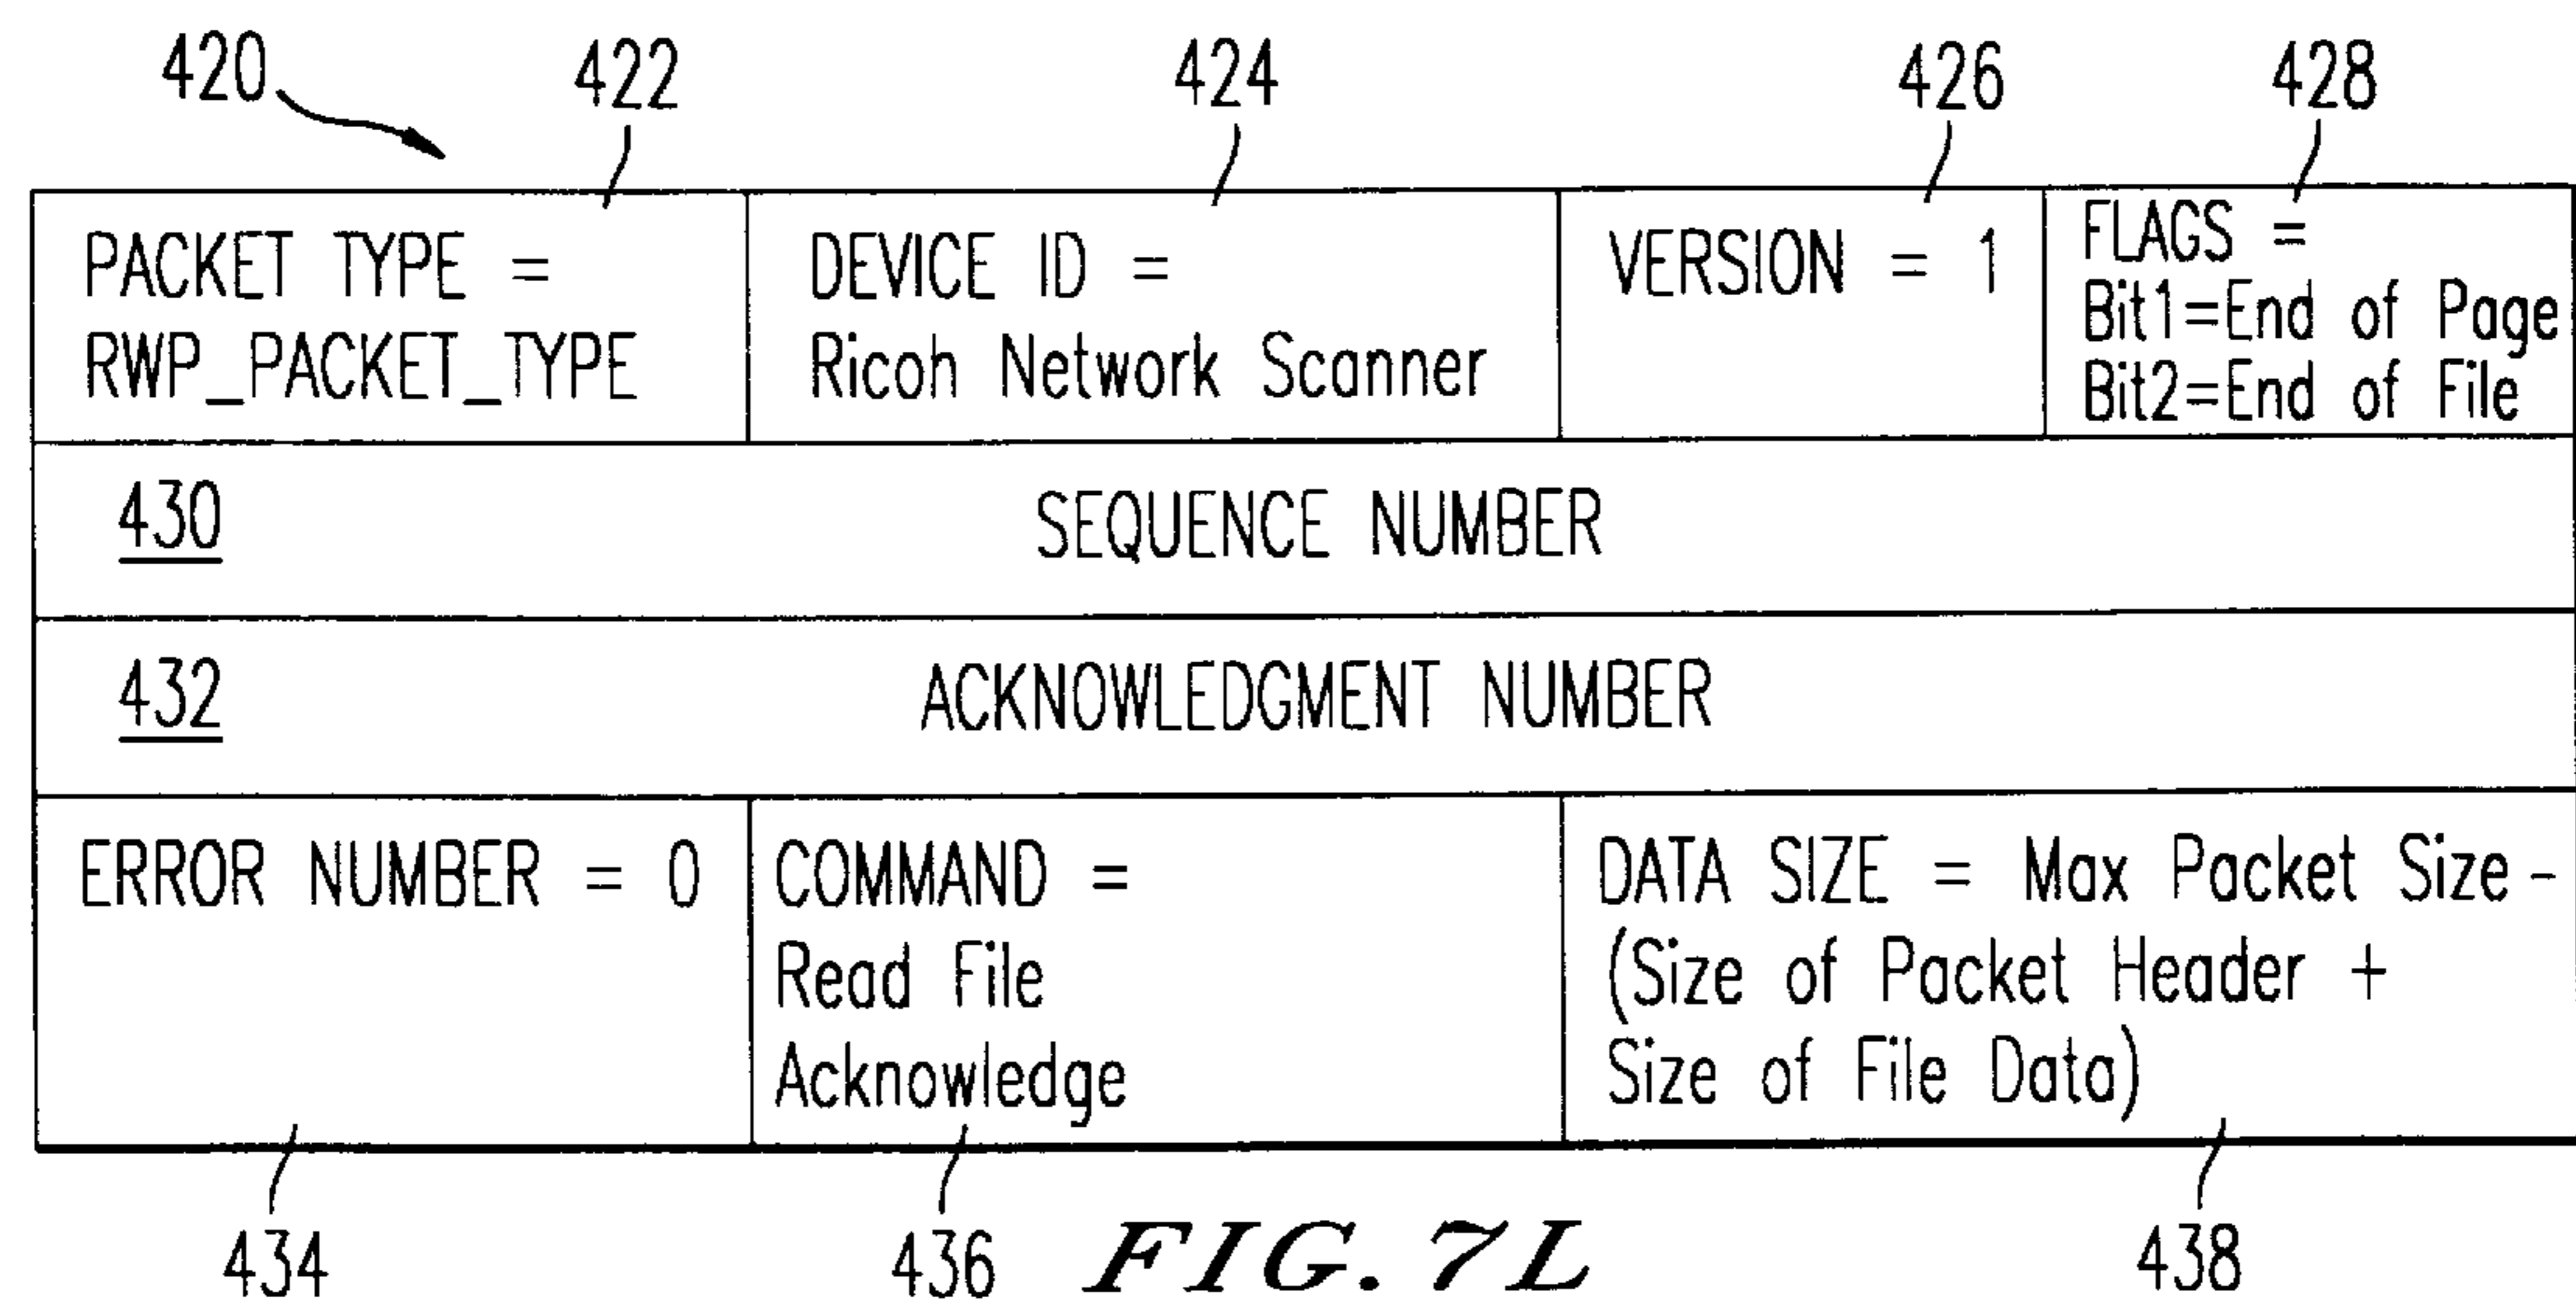 420 422 424 426 428
PACKET TYPE =
RWP_PACKET_TYPE
DEVICE ID =
Ricoh Network Scanner
VERSION = 1
FLAGS =
Bit1=End of Page
Bit2=End of File
430 SEQUENCE NUMBER
432 ACKNOWLEDGMENT NUMBER
ERROR NUMBER = 0
COMMAND =
Read File
Acknowledge
DATA SIZE = Max Packet Size -
(Size of Packet Header +
Size of File Data)
434 436 438
FIG. 7L